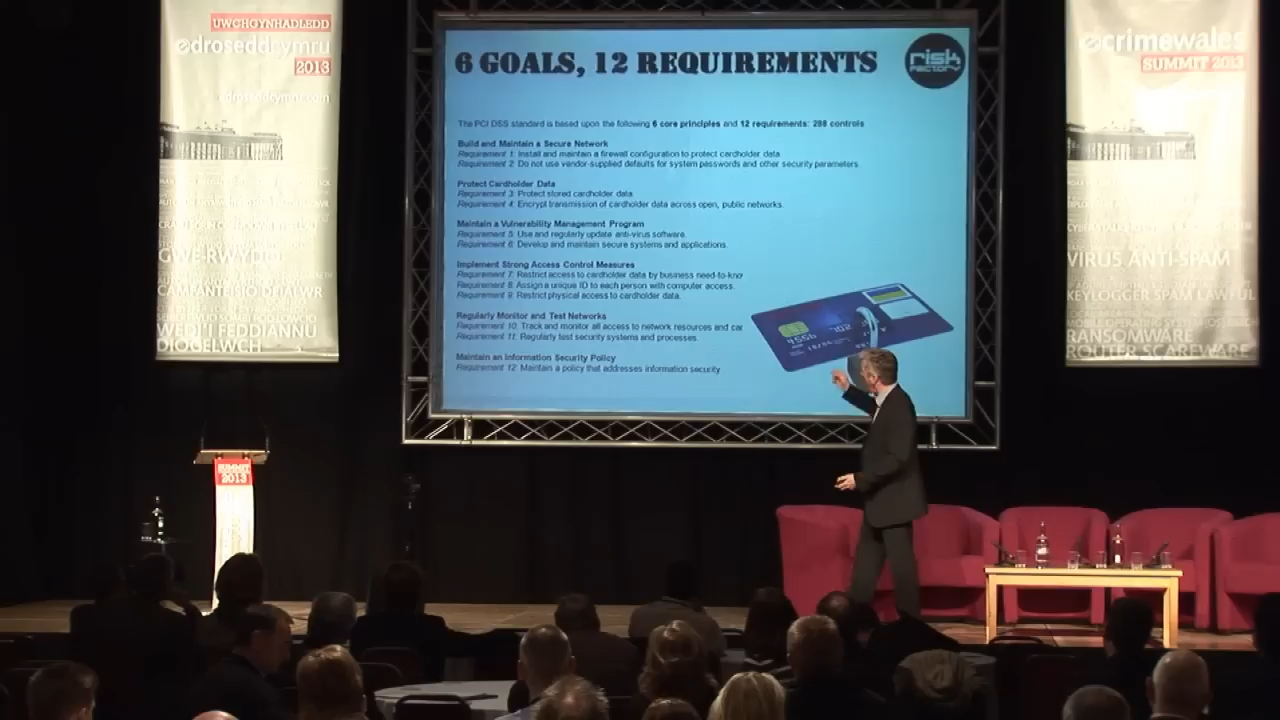 UWCHGYNHADLEDD
edroseddcymru
2013
edroseddcymru.com
GWE-RWYDO
WEDI'I FEDDIANNU
DIOGELWCH
6 GOALS, 12 REQUIREMENTS
risk
FACTORY
The PCI DSS standard is based upon the following 6 core principles and 12 requirements: 288 controls
Build and Maintain a Secure Network
Requirement 1: Install and maintain a firewall configuration to protect cardholder data
Requirement 2: Do not use vendor-supplied defaults for system passwords and other security parameters.
Protect Cardholder Data
Requirement 3: Protect stored cardholder data
Requirement 4: Encrypt transmission of cardholder data across open, public networks.
Maintain a Vulnerability Management Program
Requirement 5: Use and regularly update anti-virus software.
Requirement 6: Develop and maintain secure systems and applications.
Implement Strong Access Control Measures
Requirement 7: Restrict access to cardholder data by business need-to-kno
Requirement 8: Assign a unique ID to each person with computer access.
Requirement 9: Restrict physical access to cardholder data.
Regularly Monitor and Test Networks
Requirement 10: Track and monitor all access to network resources and car
Requirement 11: Regularly test security systems and processes.
Maintain an Information Security Policy
Requirement 12: Maintain a policy that addresses information security
ecrimewales
SUMMIT 2013
VIRUS ANTI-SPAM
KEYLOGGER SPAM LAWFUL
RANSOMWARE
ROUTER SCAREWARE
SUMMIT
2013